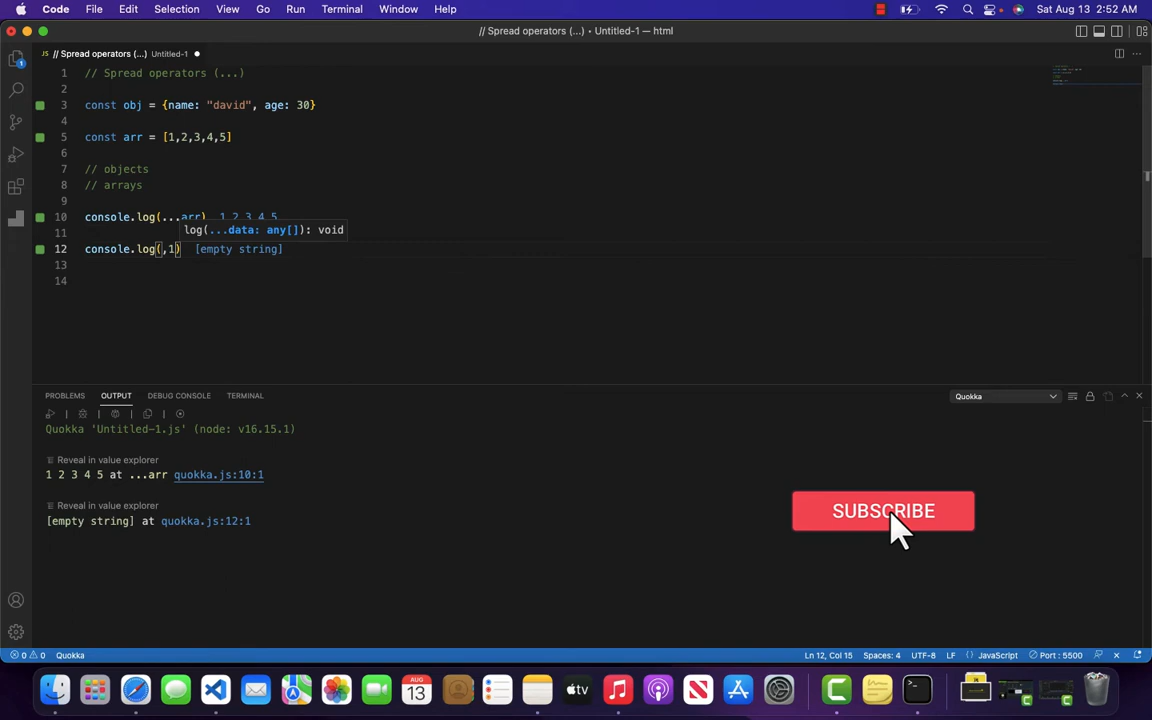 Code File Edit Selection View Go Run Terminal Window Help Sat Aug 13 2:52 AM
// Spread operators (...) • Untitled-1 — html
JS // Spread operators (...) Untitled-1 ●
1 // Spread operators (...)
2
3 const obj = {name: "david", age: 30}
4
5 const arr = [1,2,3,4,5]
6
7 // objects
8 // arrays
9
10 console.log(...arr) 1 2 3 4 5
log(...data: any[]): void
11
12 console.log(,1) [empty string]
13
14
PROBLEMS OUTPUT DEBUG CONSOLE TERMINAL Quokka
Quokka 'Untitled-1.js' (node: v16.15.1)
Reveal in value explorer
1 2 3 4 5 at ...arr quokka.js:10:1
Reveal in value explorer
[empty string] at quokka.js:12:1
SUBSCRIBE
0 0 Quokka Ln 12, Col 15 Spaces: 4 UTF-8 LF JavaScript Port : 5500
AUG
13
tv